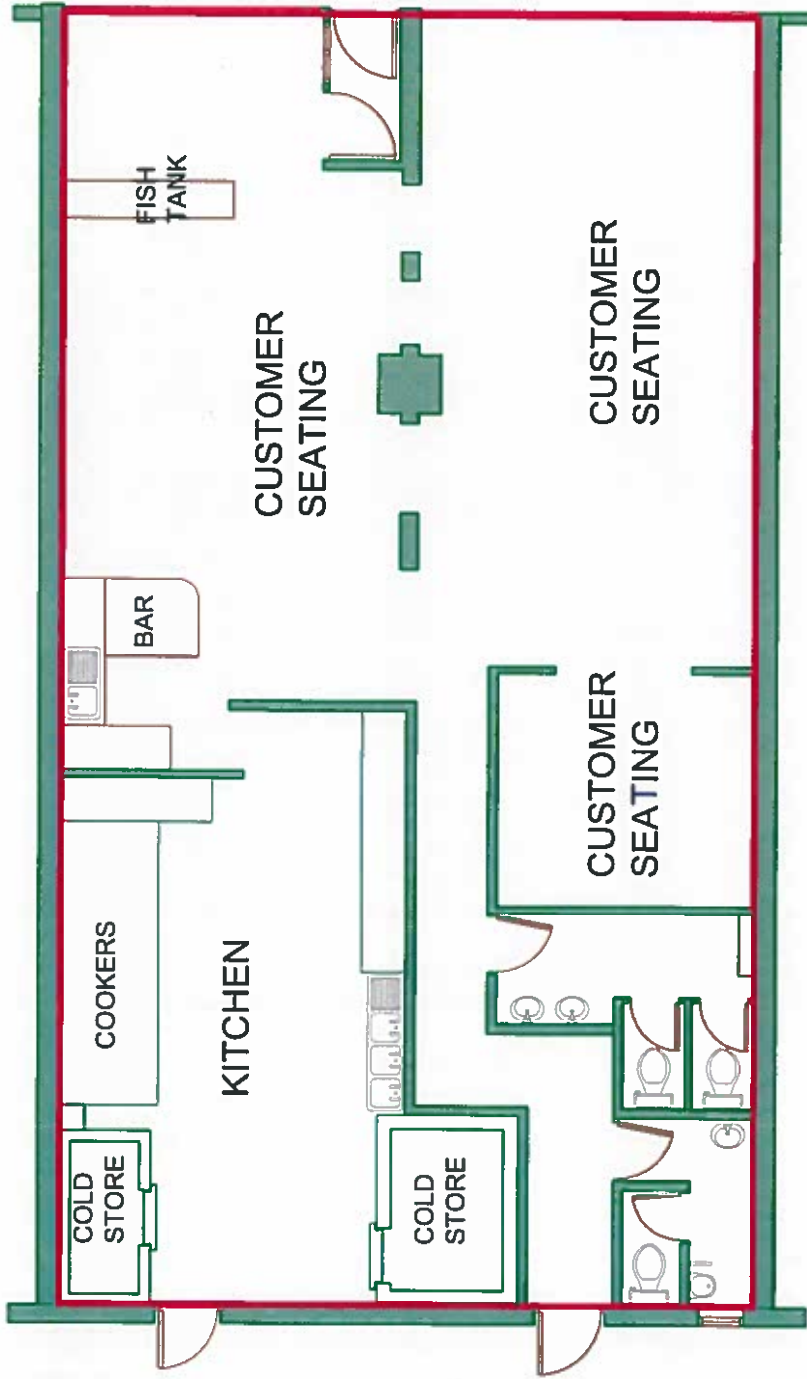 FISH
TANK
CUSTOMER
SEATING
CUSTOMER
SEATING
BAR
CUSTOMER
SEATING
COOKERS
KITCHEN
COLD
STORE
COLD
STORE